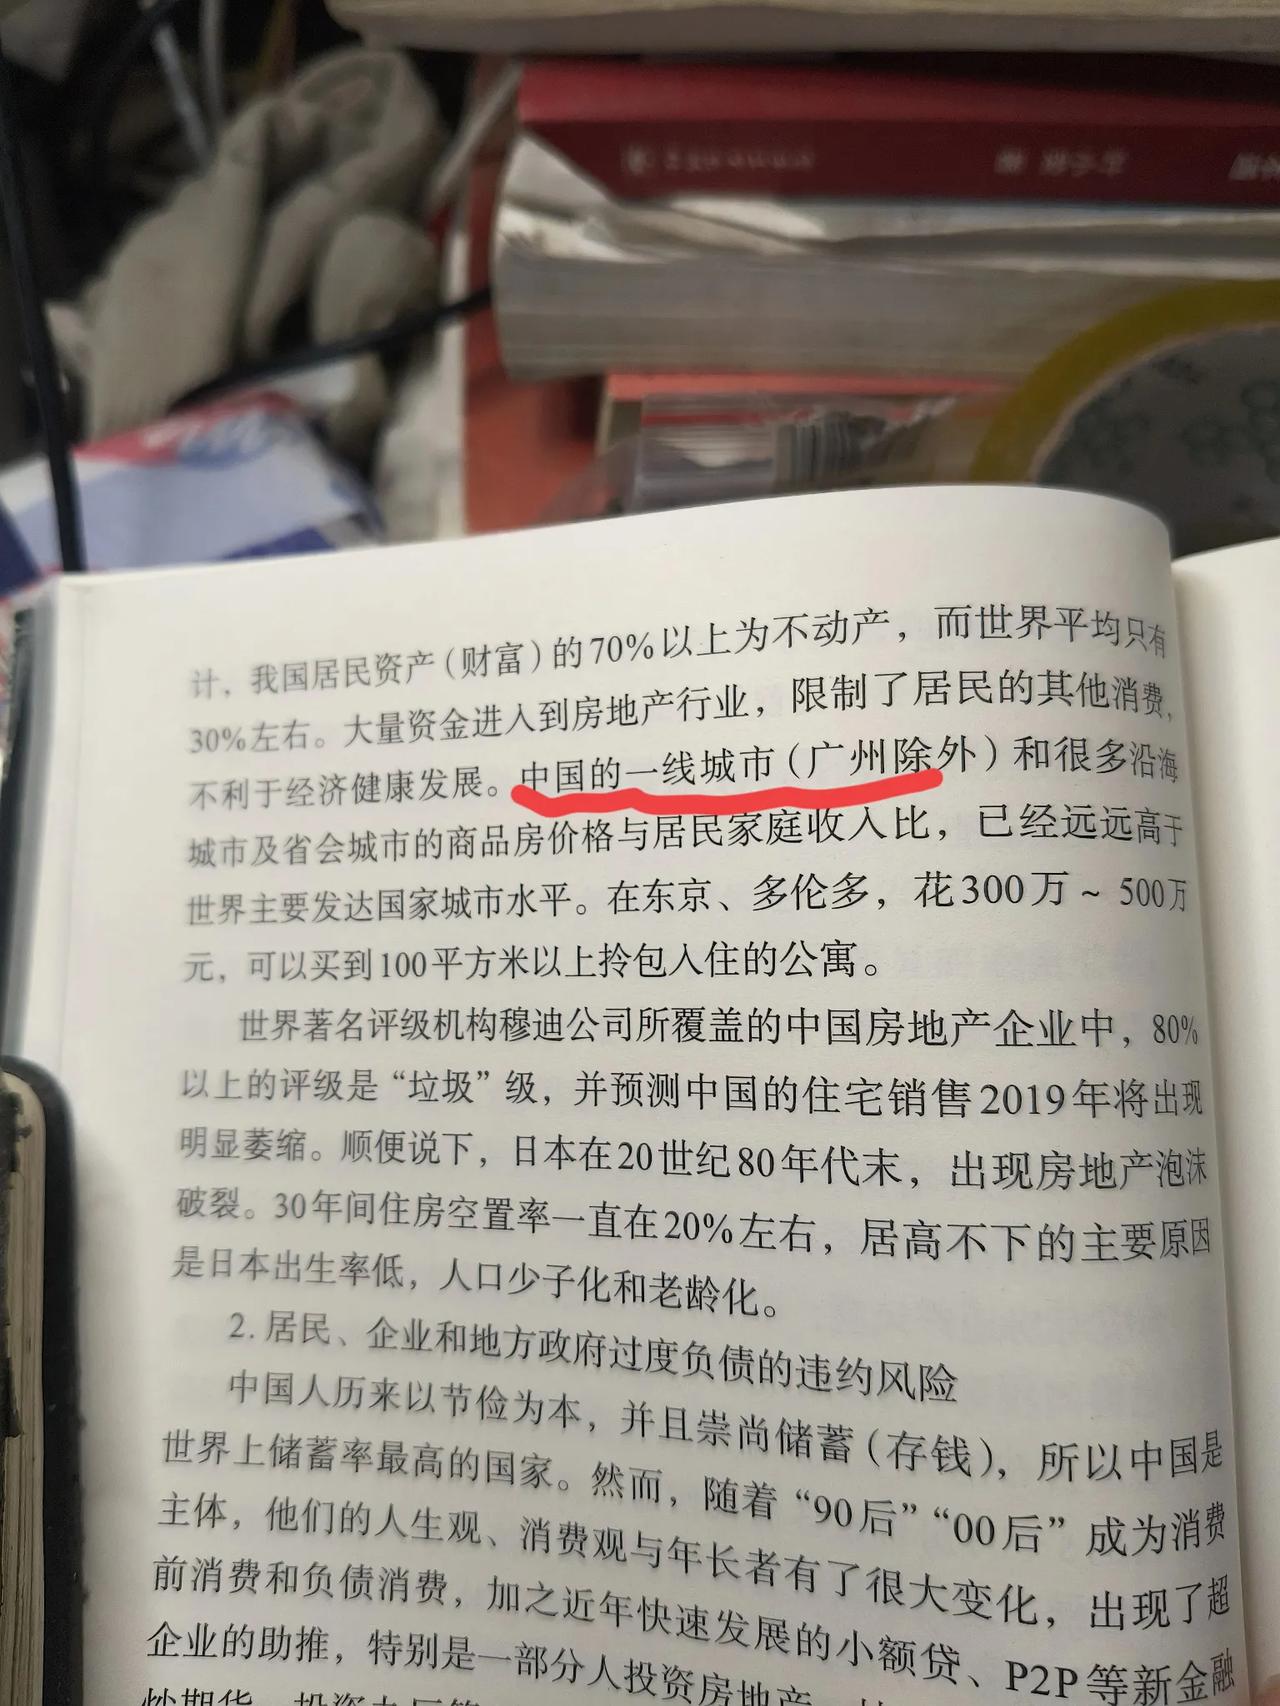 计，我国居民资产（财富）的70%以上为不动产，而世界平均只有
30%左右。大量资金进入到房地产行业，限制了居民的其他消费，
不利于经济健康发展。中国的一线城市（广州除外）和很多沿海
城市及省会城市的商品房价格与居民家庭收入比，已经远远高于
世界主要发达国家城市水平。在东京、多伦多，花300万～500万
元，可以买到100平方米以上拎包入住的公寓。
世界著名评级机构穆迪公司所覆盖的中国房地产企业中，80%
以上的评级是“垃圾”级，并预测中国的住宅销售2019年将出现
明显萎缩。顺便说下，日本在20世纪80年代末，出现房地产泡沫
破裂。30年间住房空置率一直在20%左右，居高不下的主要原因
是日本出生率低，人口少子化和老龄化。
2. 居民、企业和地方政府过度负债的违约风险
中国人历来以节俭为本，并且崇尚储蓄（存钱），所以中国是
世界上储蓄率最高的国家。然而，随着“90后”“00后”成为消费
主体，他们的人生观、消费观与年长者有了很大变化，出现了超
前消费和负债消费，加之近年快速发展的小额贷、P2P等新金融
企业的助推，特别是一部分人投资房地产、
炒期货、投资